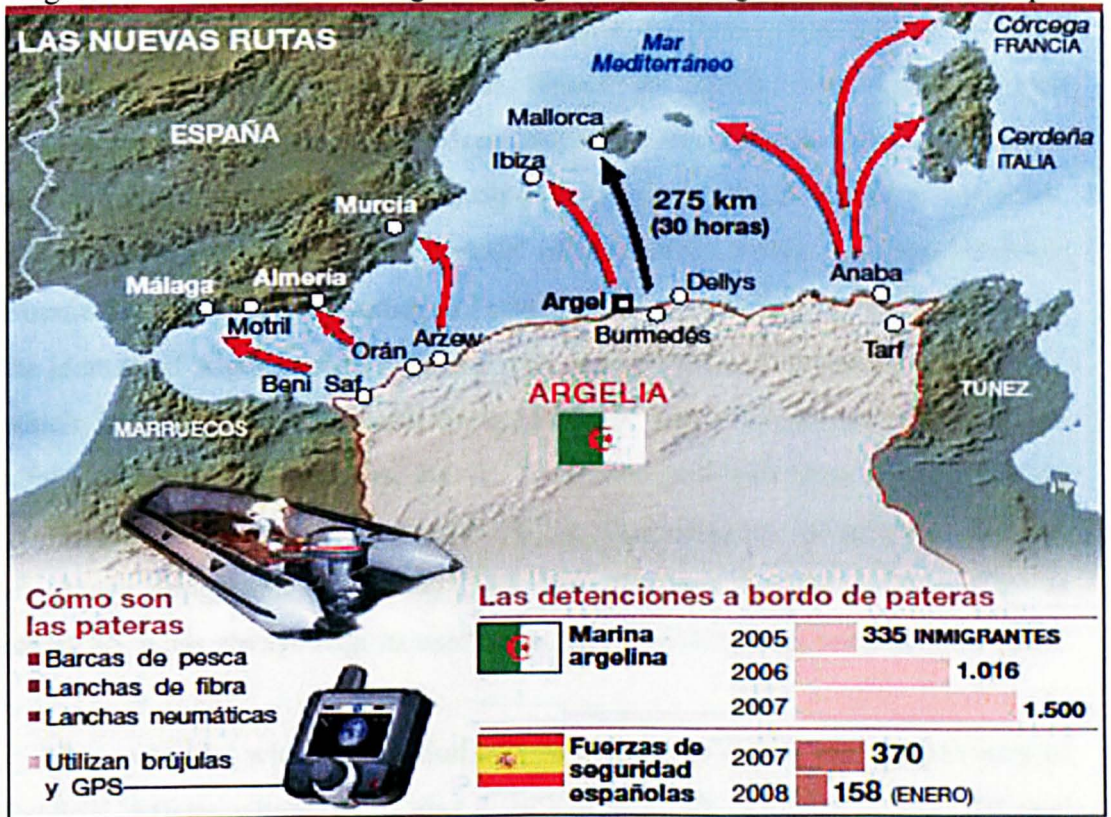 LAS NUEVAS RUTAS
Mar
Mediterráneo
Córcega
FRANCIA
ESPAÑA
Mallorca
Ibiza
Cerdeña
ITALIA
275 km
(30 horas)
Murcia
Málaga
Almería
Motril
Argel
Dellys
Anaba
Burmedés
Orán
Arzew
Tarf
Beni Saf
ARGELIA
TÚNEZ
MARRUECOS
Cómo son
las pateras
Barcas de pesca
Lanchas de fibra
Lanchas neumáticas
Utilizan brújulas
y GPS
Las detenciones a bordo de pateras
Marina
argelina
2005 335 INMIGRANTES
2006 1.016
2007 1.500
Fuerzas de
seguridad
españolas
2007 370
2008 158 (ENERO)